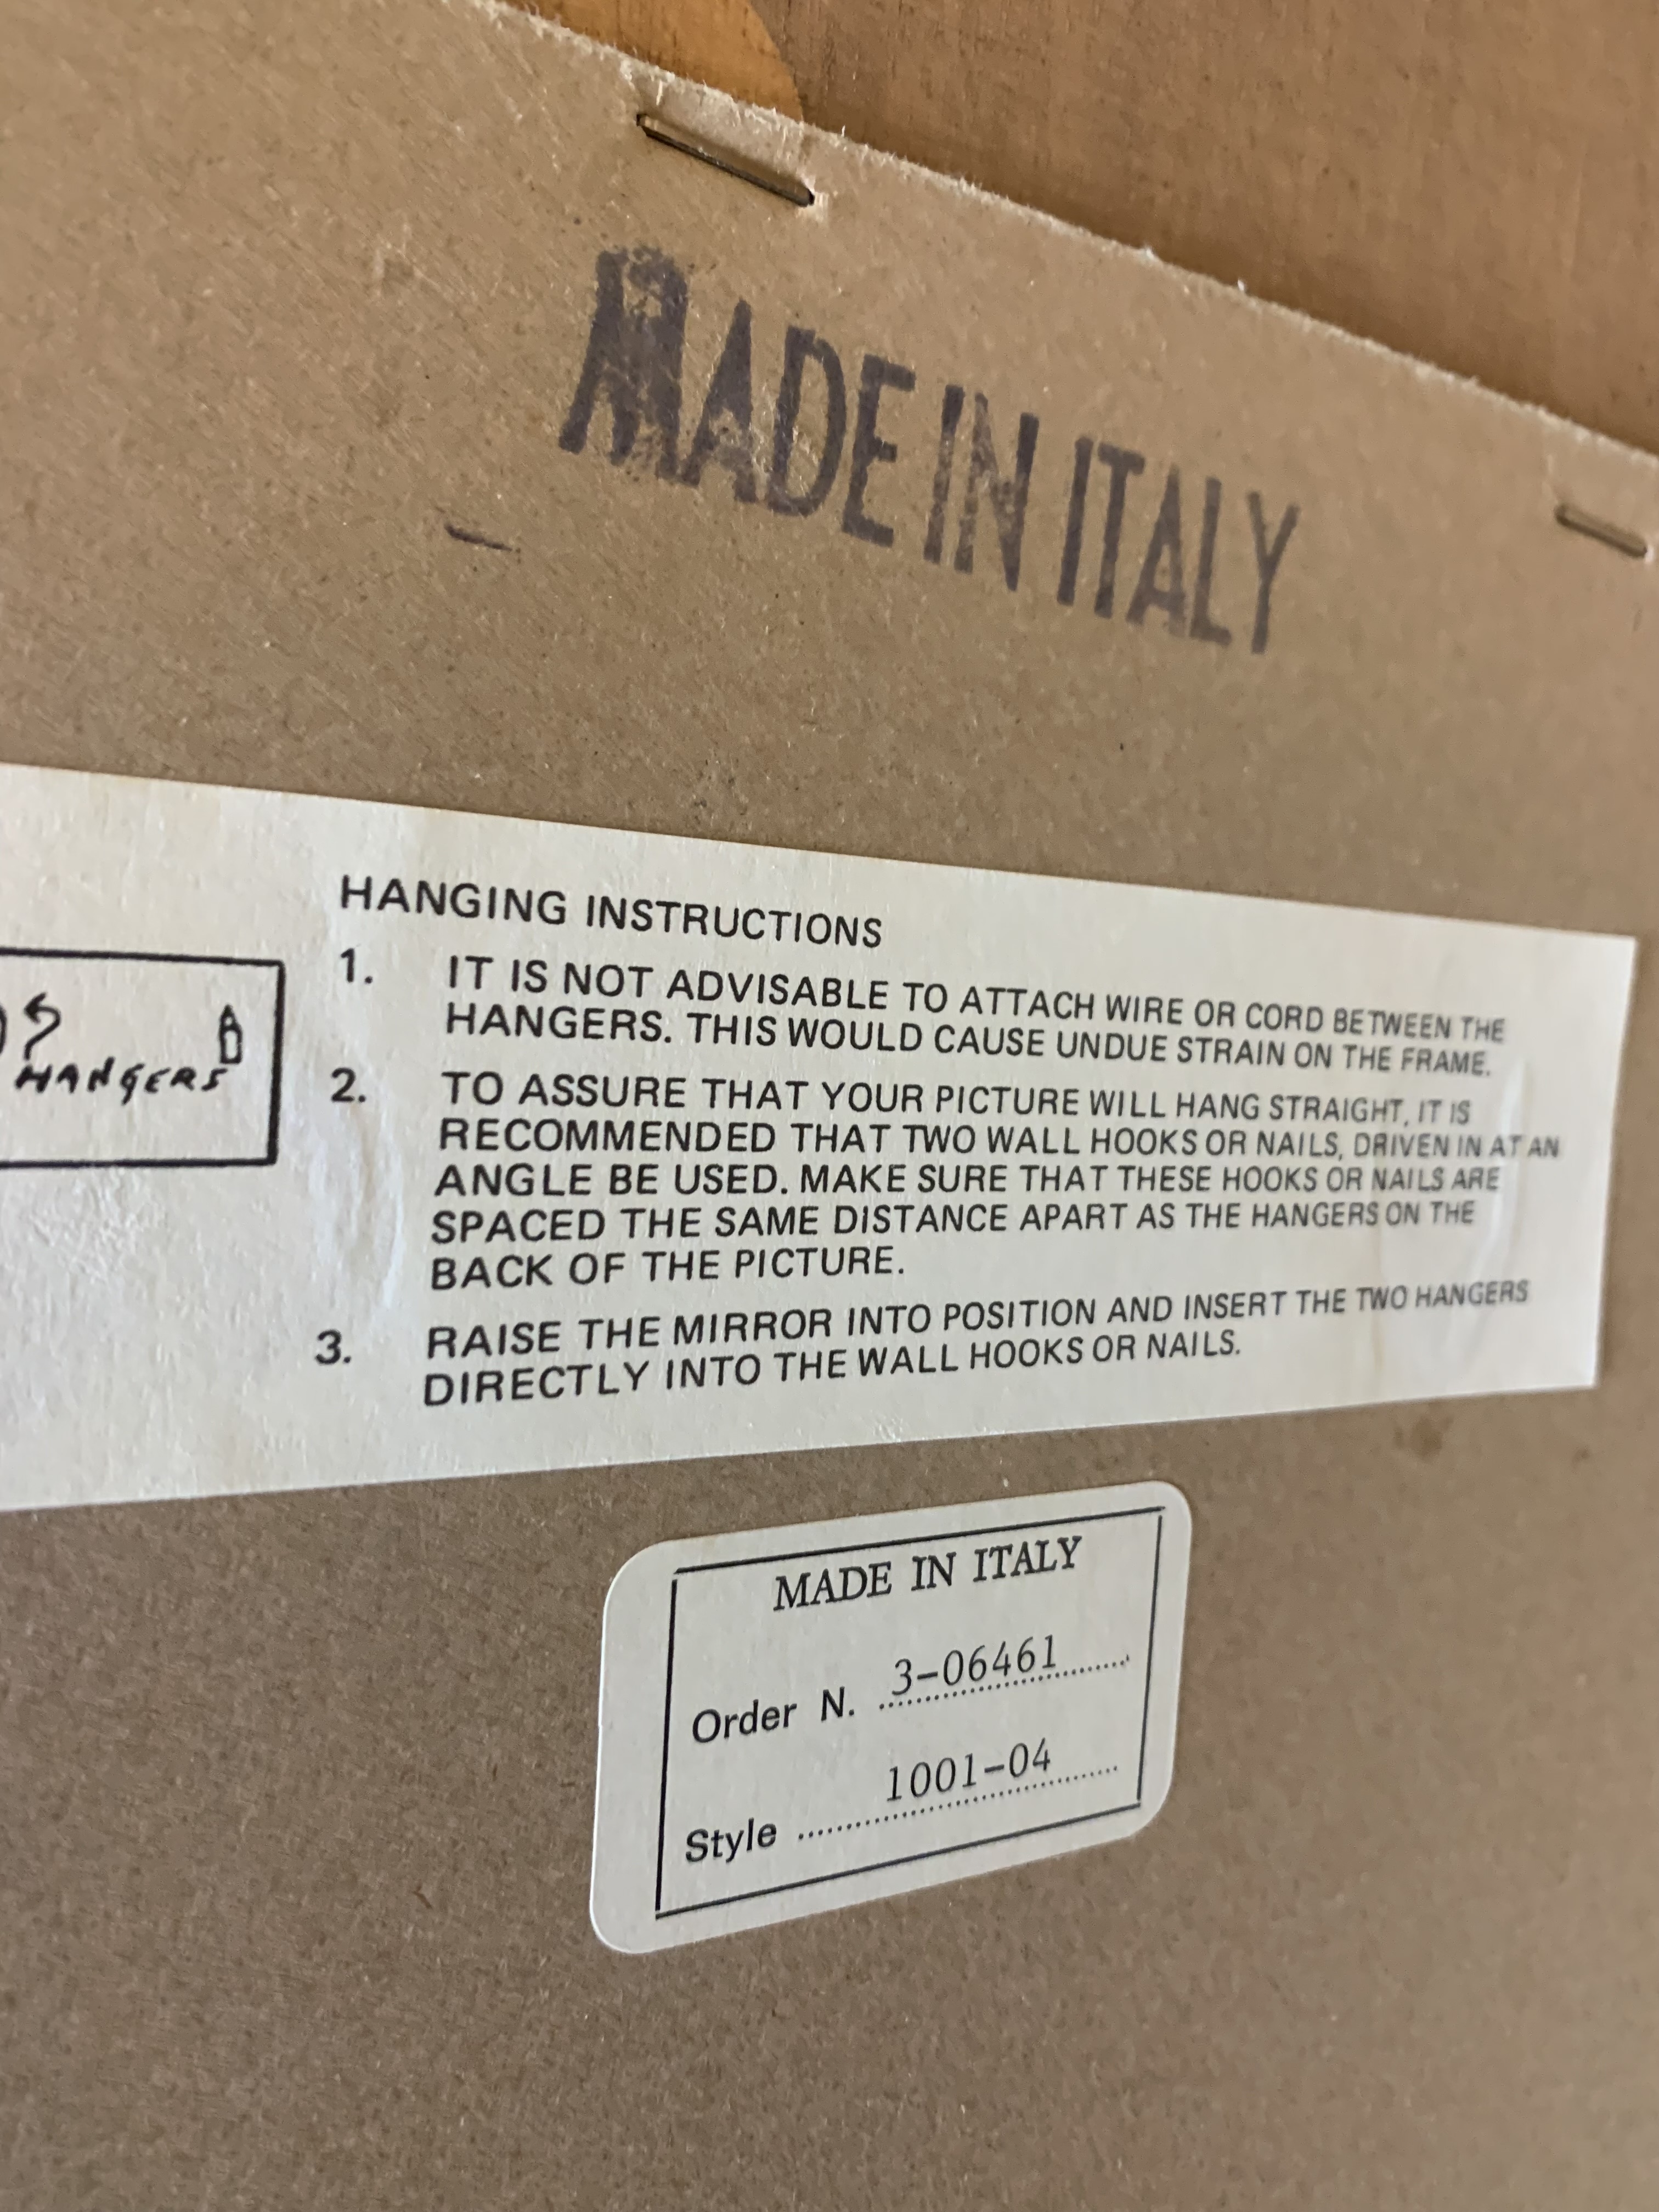 MADE IN ITALY
HANGING INSTRUCTIONS
1. IT IS NOT ADVISABLE TO ATTACH WIRE OR CORD BETWEEN THE
HANGERS. THIS WOULD CAUSE UNDUE STRAIN ON THE FRAME.
2. TO ASSURE THAT YOUR PICTURE WILL HANG STRAIGHT, IT IS
RECOMMENDED THAT TWO WALL HOOKS OR NAILS, DRIVEN IN AT AN
ANGLE BE USED. MAKE SURE THAT THESE HOOKS OR NAILS ARE
SPACED THE SAME DISTANCE APART AS THE HANGERS ON THE
BACK OF THE PICTURE.
3. RAISE THE MIRROR INTO POSITION AND INSERT THE TWO HANGERS
DIRECTLY INTO THE WALL HOOKS OR NAILS.
HANGERS
MADE IN ITALY
Order N. 3-06461
Style 1001-04